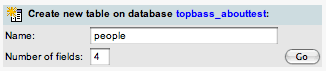 Create new table on database topbass_abouttest:
Name: people
Number of fields: 4 Go